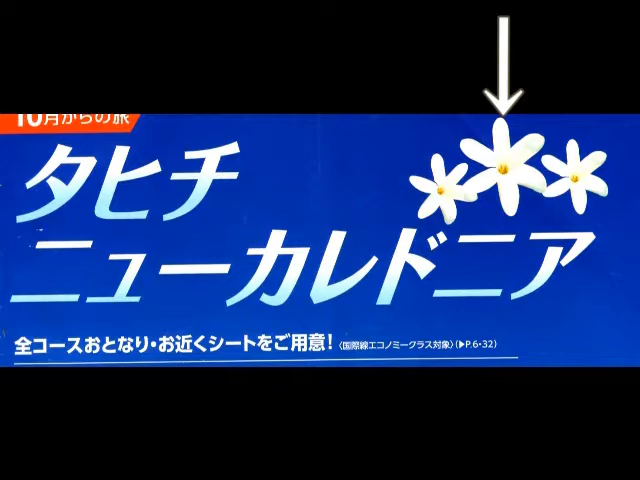 10月からの旅
タヒチ
ニューカレドニア
全コースおとなり・お近くシートをご用意！〈国際線エコノミークラス対象〉(▶P.6・32)